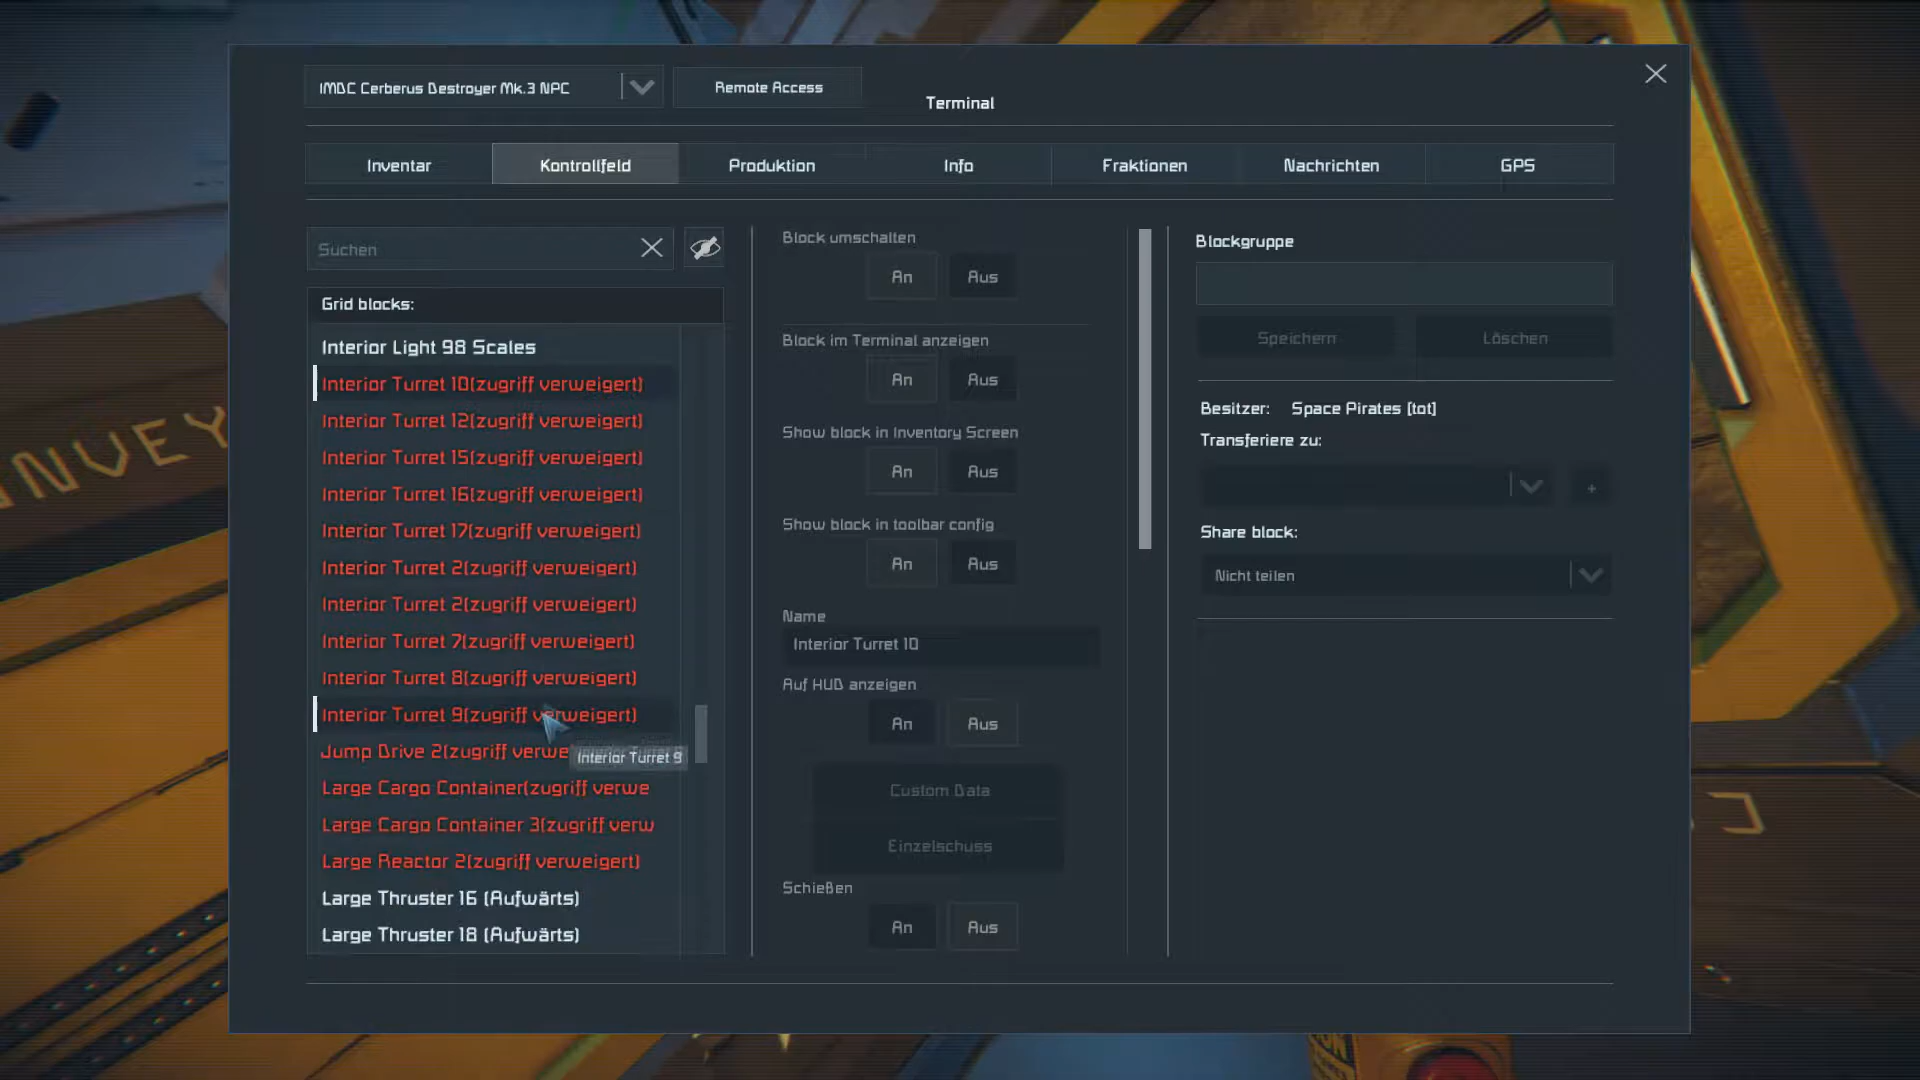 IMDC Cerberus Destroyer Mk.3 NPC
Remote Access
Terminal
Inventar
Kontrollfeld
Produktion
Info
Fraktionen
Nachrichten
GPS
Suchen
Grid blocks:
Interior Light 98 Scales
Interior Turret 10(zugriff verweigert)
Interior Turret 12(zugriff verweigert)
Interior Turret 15(zugriff verweigert)
Interior Turret 16(zugriff verweigert)
Interior Turret 17(zugriff verweigert)
Interior Turret 2(zugriff verweigert)
Interior Turret 2(zugriff verweigert)
Interior Turret 7(zugriff verweigert)
Interior Turret 8(zugriff verweigert)
Interior Turret 9(zugriff verweigert)
Jump Drive 2(zugriff verwe
Interior Turret 9
Large Cargo Container(zugriff verwe
Large Cargo Container 3(zugriff verw
Large Reactor 2(zugriff verweigert)
Large Thruster 16 (Aufwärts)
Large Thruster 18 (Aufwärts)
Block umschalten
An
Aus
Block im Terminal anzeigen
An
Aus
Show block in Inventory Screen
An
Aus
Show block in toolbar config
An
Aus
Name
Interior Turret 10
Auf HUD anzeigen
An
Aus
Custom Data
Einzelschuss
Schießen
An
Aus
Blockgruppe
Speichern
Löschen
Besitzer: Space Pirates [tot]
Transferiere zu:
+
Share block:
Nicht teilen
NVEY